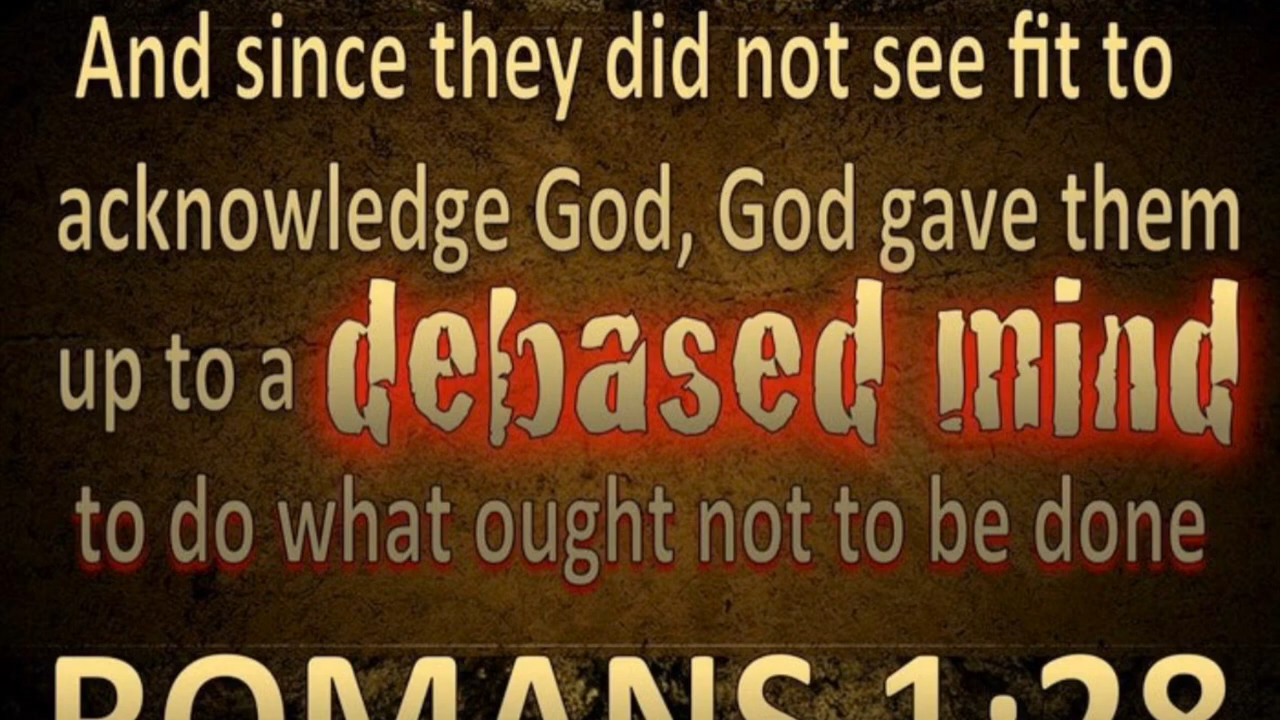 And since they did not see fit to
acknowledge God, God gave them
up to a debased mind
to do what ought not to be done
ROMANS 1:28